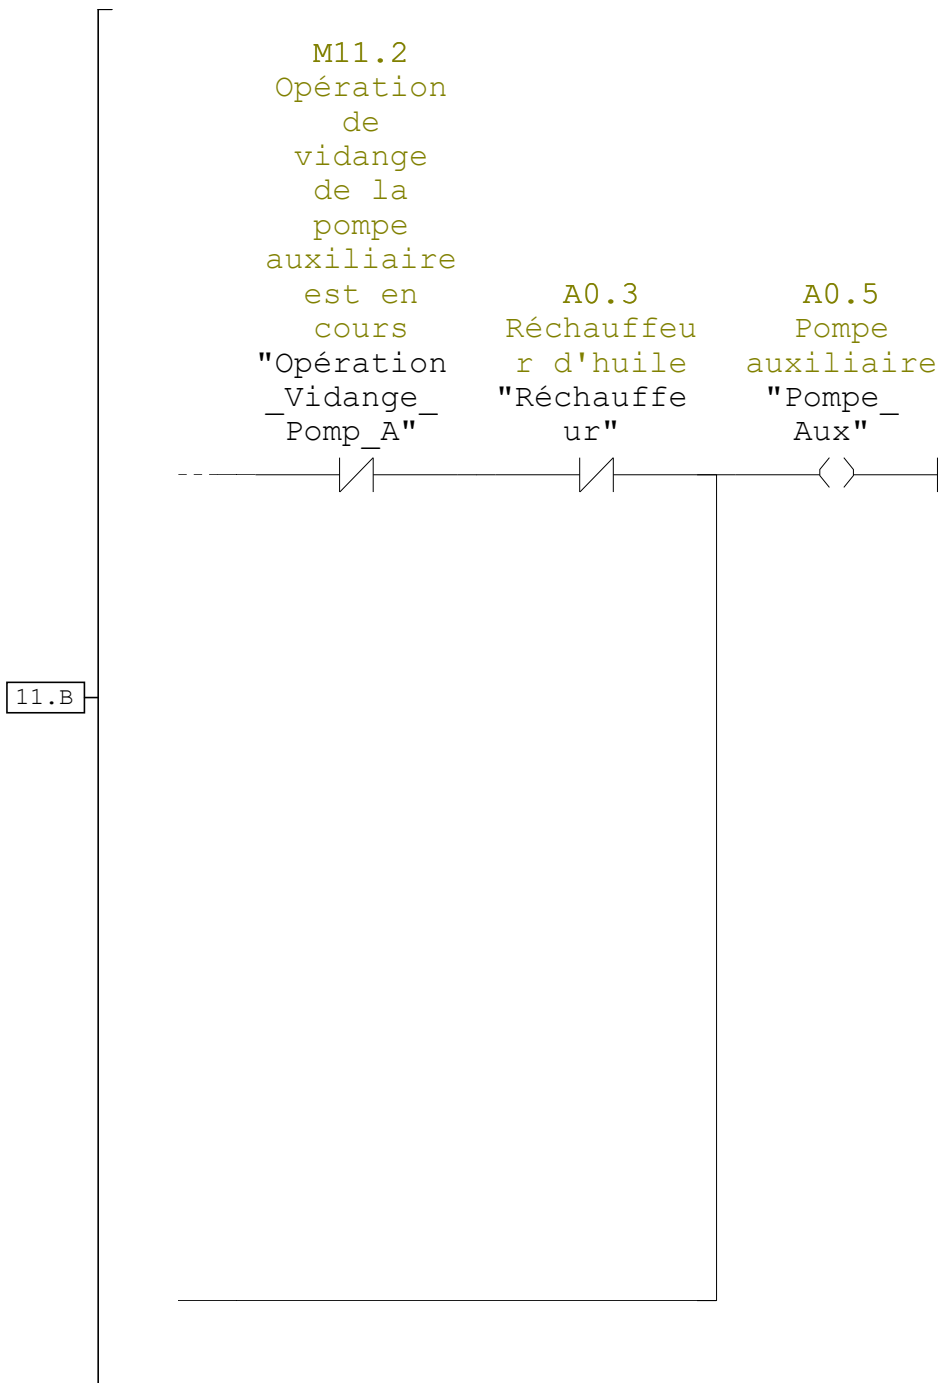 M11.2
Opération
de
vidange
de la
pompe
auxiliaire
est en
cours
"Opération
_Vidange_
Pomp_A"
A0.3
Réchauffeu
r d'huile
"Réchauffe
ur"
A0.5
Pompe
auxiliaire
"Pompe_
Aux"
11.B